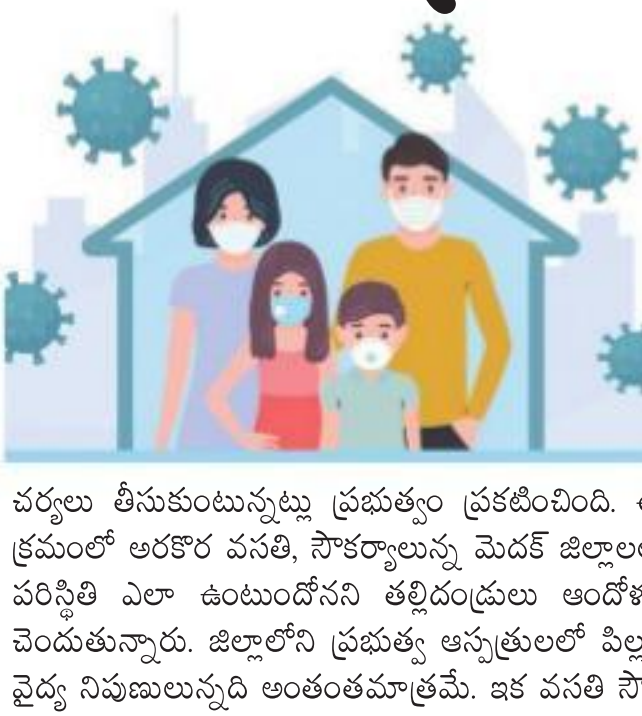 చర్యలు తీసుకుంటున్నట్లు ప్రభుత్వం ప్రకటించింది.
క్రమంలో అరకొర వసతి, సౌకర్యాలున్న మెదక్
పరిస్థితి ఎలా ఉంటుందోనని తల్లిదండ్రులు
చెందుతున్నారు. జిల్లాలోని ప్రభుత్వ ఆస్పత్రులలో
వైద్య నిపుణులున్నది అంతంతమాత్రమే. ఇక వసతి